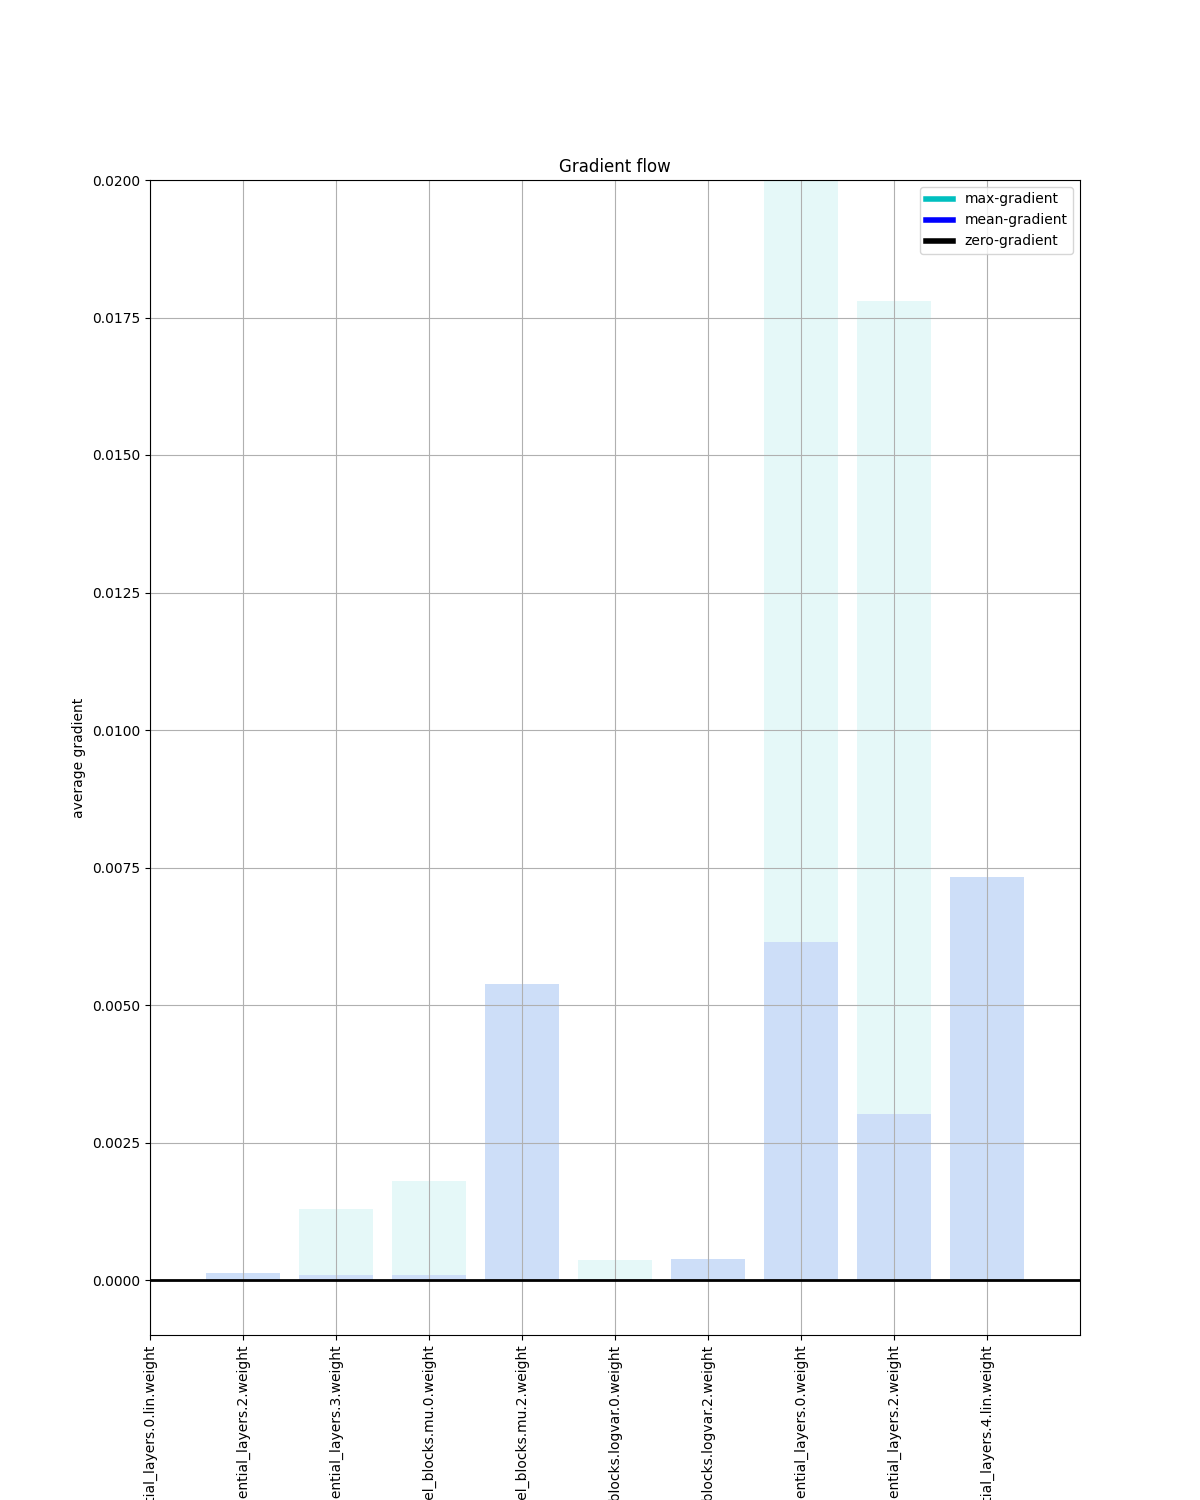 Gradient flow
max-gradient
mean-gradient
zero-gradient
0.0200
0.0175
0.0150
0.0125
0.0100
0.0075
0.0050
0.0025
0.0000
average gradient
tial_layers.0.lin.weight
ential_layers.2.weight
ential_layers.3.weight
el_blocks.mu.0.weight
el_blocks.mu.2.weight
blocks.logvar.0.weight
blocks.logvar.2.weight
ential_layers.0.weight
ential_layers.2.weight
tial_layers.4.lin.weight